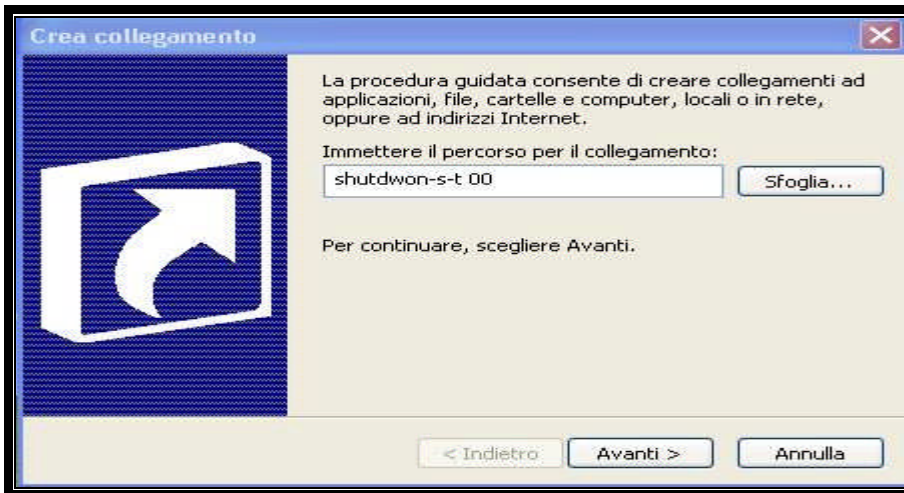 Crea collegamento
La procedura guidata consente di creare collegamenti ad
applicazioni, file, cartelle e computer, locali o in rete,
oppure ad indirizzi Internet.
Immettere il percorso per il collegamento:
shutdwon-s-t 00
Sfoglia...
Per continuare, scegliere Avanti.
< Indietro
Avanti >
Annulla